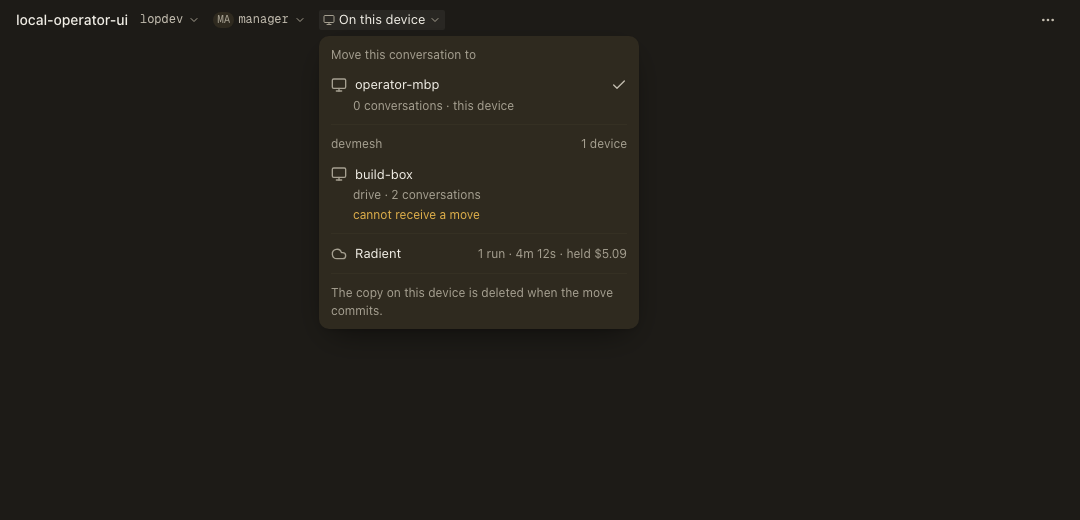 local-operator-ui lopdev MA manager On this device
Move this conversation to
operator-mbp
0 conversations · this device
devmesh 1 device
build-box
drive · 2 conversations
cannot receive a move
Radient 1 run · 4m 12s · held $5.09
The copy on this device is deleted when the move
commits.